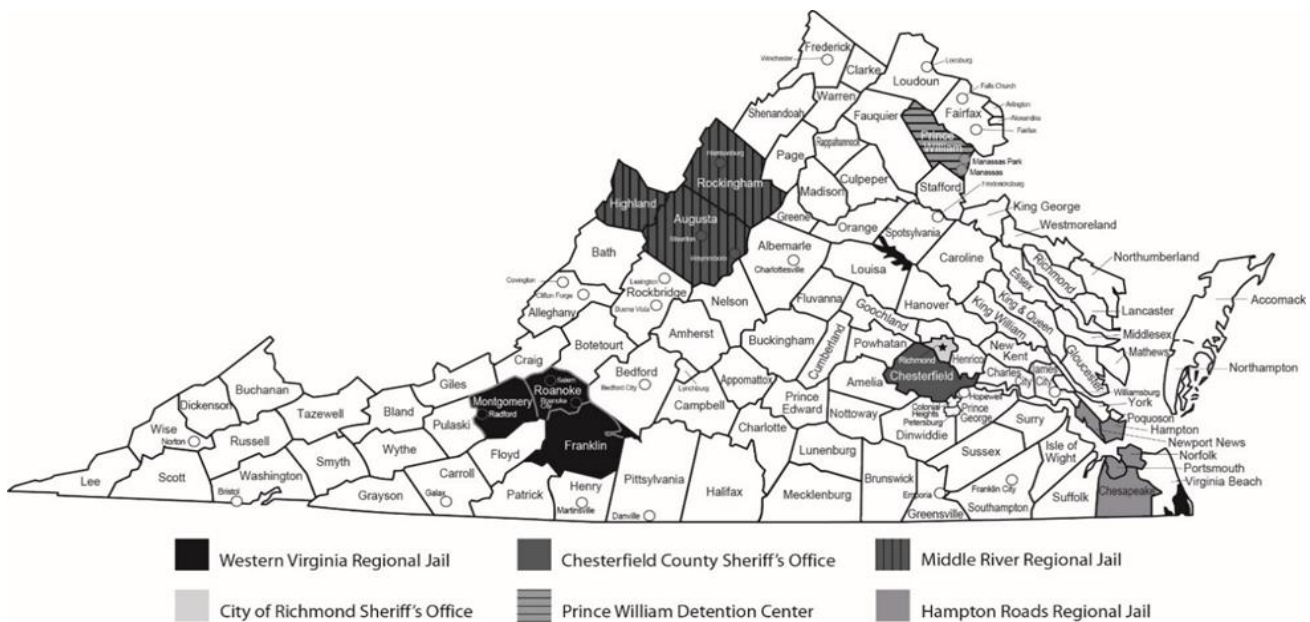 Frederick
Winchester
Clarke
Loudoun
Leesburg
Falls Church
Arlington
Alexandria
Fairfax
Fairfax
Warren
Shenandoah
Fauquier
Prince
William
Manassas Park
Manassas
Page
Rappahannock
Harrisonburg
Rockingham
Culpeper
Madison
Stafford
Fredericksburg
Highland
Augusta
Staunton
Waynesboro
Greene
Orange
Spotsylvania
King George
Westmoreland
Bath
Albemarle
Charlottesville
Louisa
Caroline
Essex
Richmond
Northumberland
Accomack
Covington
Clifton Forge
Alleghany
Lexington
Rockbridge
Buena Vista
Nelson
Fluvanna
Goochland
Hanover
King William
King & Queen
Lancaster
Middlesex
Mathews
Northampton
Botetourt
Amherst
Buckingham
Cumberland
Powhatan
Richmond
Henrico
New
Kent
Charles
City
James
City
Gloucester
Williamsburg
York
Craig
Giles
Bedford
Bedford City
Lynchburg
Appomattox
Amelia
Chesterfield
Hopewell
Colonial
Heights
Petersburg
Prince
George
Surry
Poquoson
Hampton
Newport News
Norfolk
Portsmouth
Virginia Beach
Buchanan
Dickenson
Wise
Norton
Tazewell
Bland
Pulaski
Montgomery
Radford
Salem
Roanoke
Roanoke
City
Franklin
Campbell
Charlotte
Prince
Edward
Nottoway
Dinwiddie
Sussex
Isle of
Wight
Chesapeake
Lee
Scott
Russell
Washington
Bristol
Smyth
Wythe
Grayson
Carroll
Galax
Floyd
Patrick
Henry
Martinsville
Pittsylvania
Danville
Halifax
Lunenburg
Mecklenburg
Brunswick
Emporia
Greensville
Franklin City
Southampton
Suffolk
Western Virginia Regional Jail
Chesterfield County Sheriff's Office
Middle River Regional Jail
City of Richmond Sheriff's Office
Prince William Detention Center
Hampton Roads Regional Jail